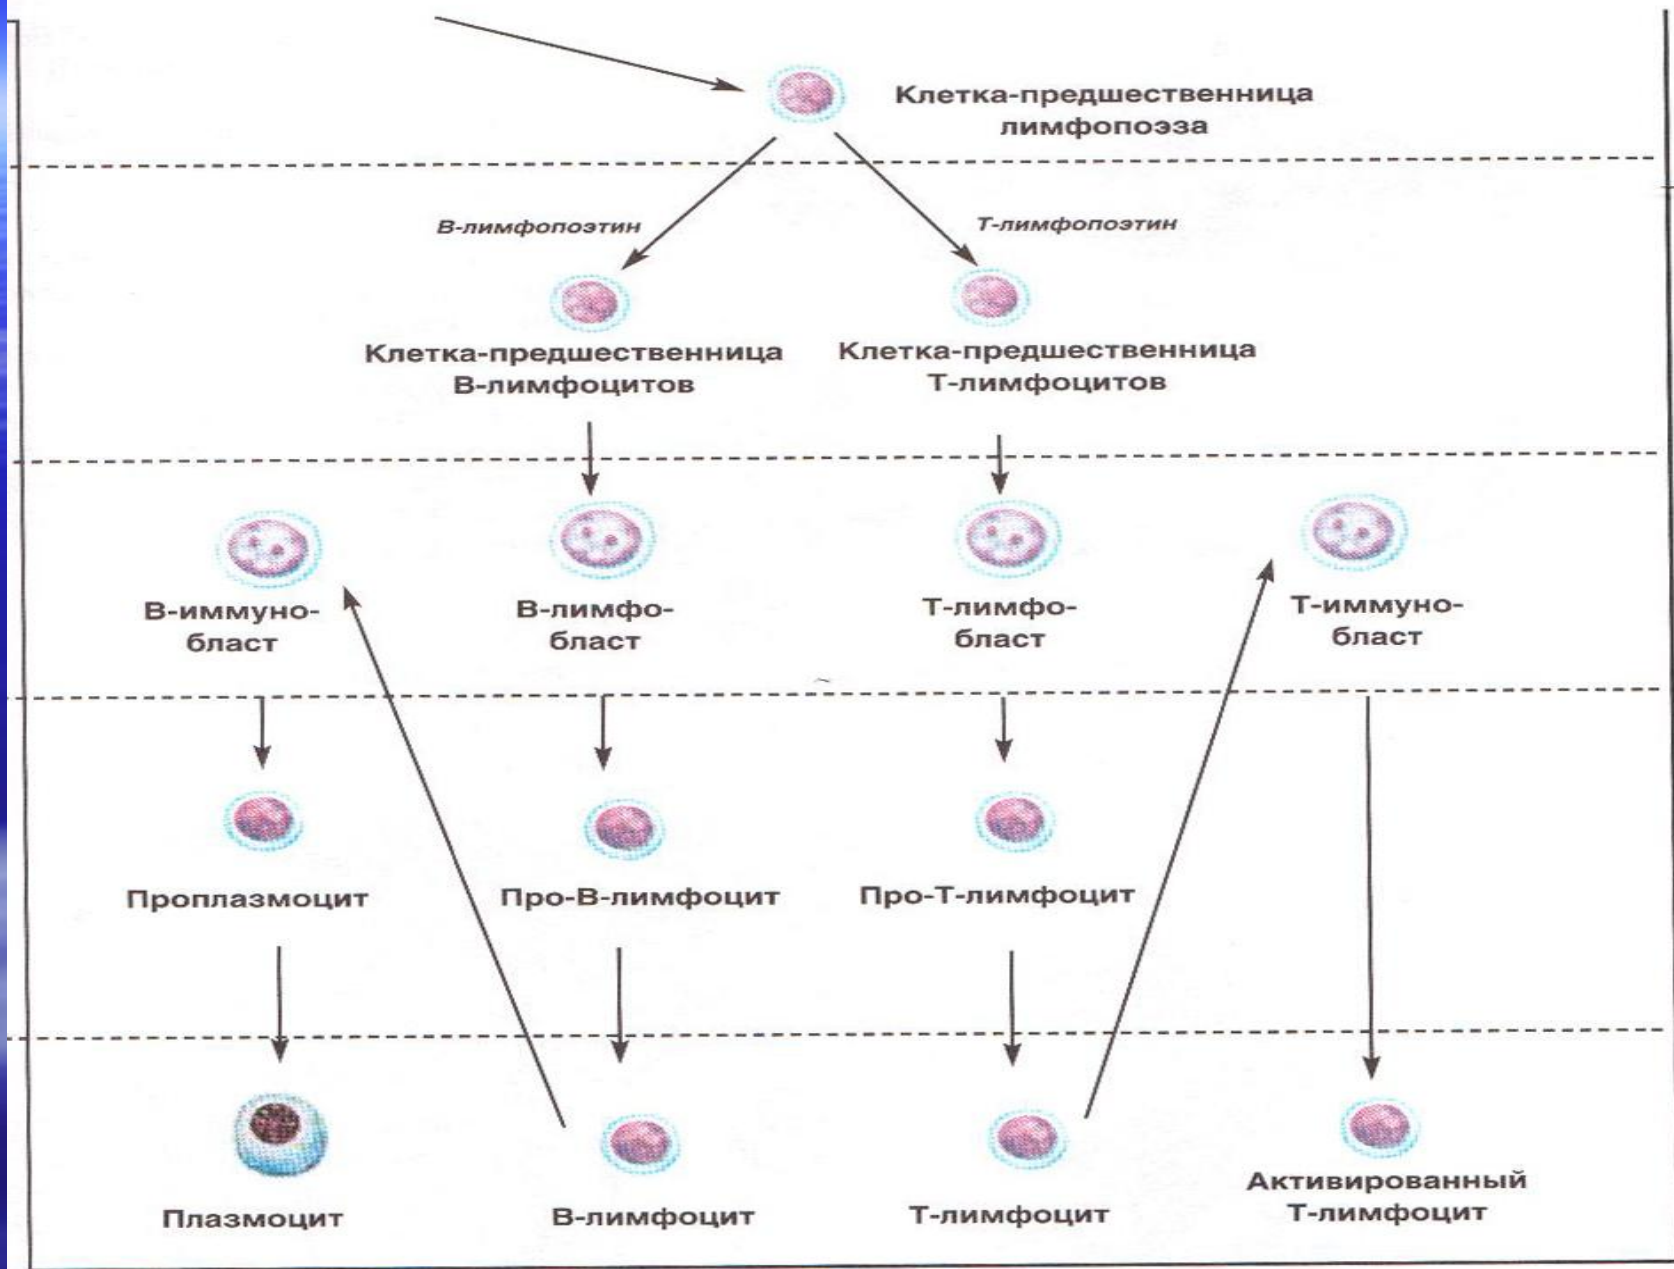 Клетка-предшественница
лимфопоэза
В-лимфопоэтин
Т-лимфопоэтин
Клетка-предшественница
В-лимфоцитов
Клетка-предшественница
Т-лимфоцитов
В-иммуно-
бласт
В-лимфо-
бласт
Т-лимфо-
бласт
Т-иммуно-
бласт
Проплазмоцит
Про-В-лимфоцит
Про-Т-лимфоцит
Плазмоцит
В-лимфоцит
Т-лимфоцит
Активированный
Т-лимфоцит